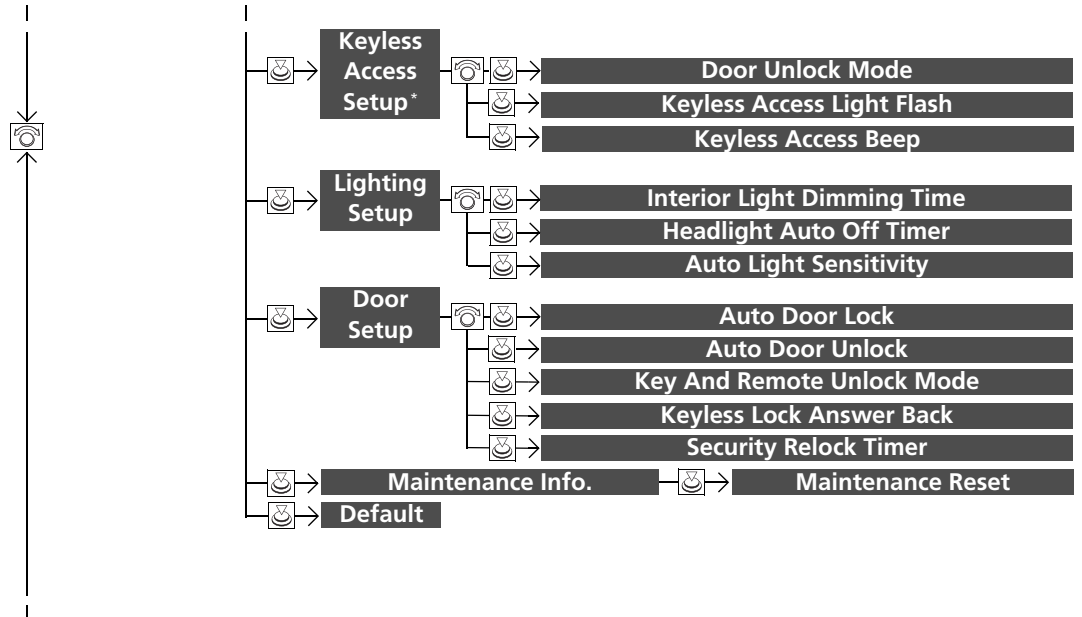 Keyless
Access
Setup*
Door Unlock Mode
Keyless Access Light Flash
Keyless Access Beep
Lighting
Setup
Interior Light Dimming Time
Headlight Auto Off Timer
Auto Light Sensitivity
Door
Setup
Auto Door Lock
Auto Door Unlock
Key And Remote Unlock Mode
Keyless Lock Answer Back
Security Relock Timer
Maintenance Info.
Maintenance Reset
Default